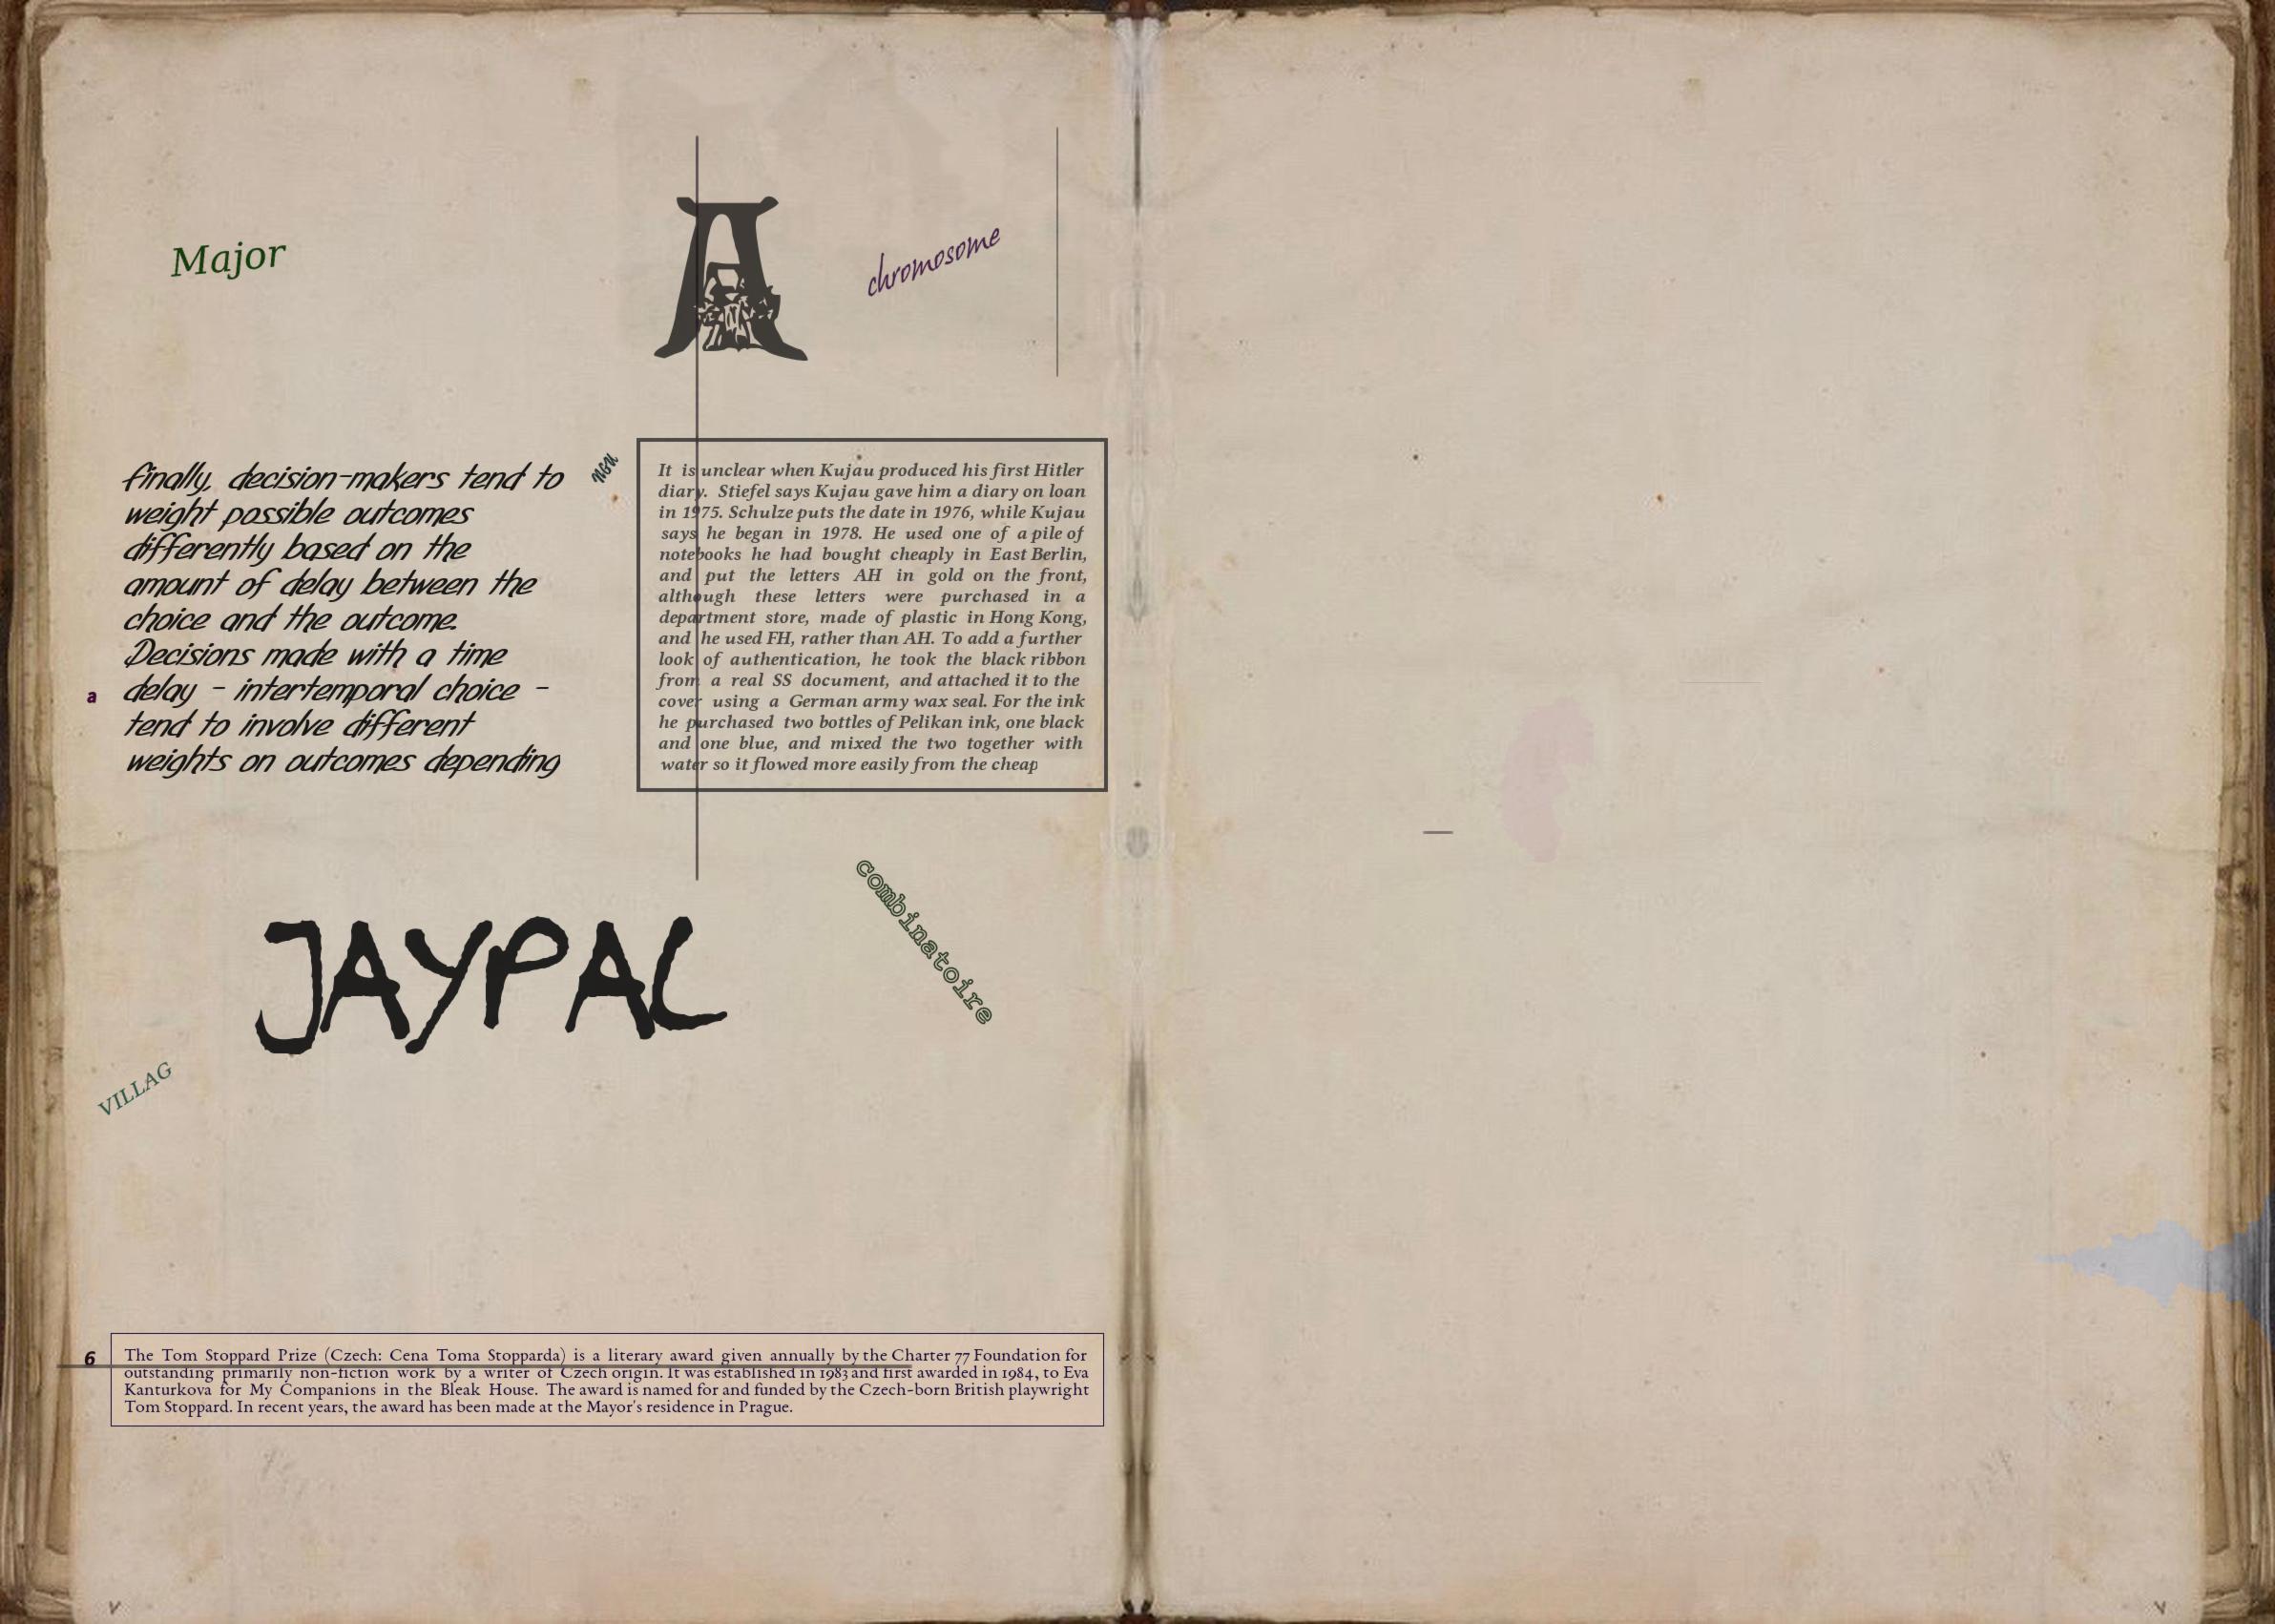 Major
A
chromosome
finally, decision-makers tend to
weight possible outcomes
differently based on the
amount of delay between the
choice and the outcome.
Decisions made with a time
delay - intertemporal choice -
tend to involve different
weights on outcomes depending
a
neu
It is unclear when Kujau produced his first Hitler
diary. Stiefel says Kujau gave him a diary on loan
in 1975. Schulze puts the date in 1976, while Kujau
says he began in 1978. He used one of a pile of
notebooks he had bought cheaply in East Berlin,
and put the letters AH in gold on the front,
although these letters were purchased in a
department store, made of plastic in Hong Kong,
and he used FH, rather than AH. To add a further
look of authentication, he took the black ribbon
from a real SS document, and attached it to the
cover using a German army wax seal. For the ink
he purchased two bottles of Pelikan ink, one black
and one blue, and mixed the two together with
water so it flowed more easily from the cheap
JAYPAL
combinatoire
VILLAG
6
The Tom Stoppard Prize (Czech: Cena Toma Stopparda) is a literary award given annually by the Charter 77 Foundation for
outstanding primarily non-fiction work by a writer of Czech origin. It was established in 1983 and first awarded in 1984, to Eva
Kanturkova for My Companions in the Bleak House. The award is named for and funded by the Czech-born British playwright
Tom Stoppard. In recent years, the award has been made at the Mayor's residence in Prague.